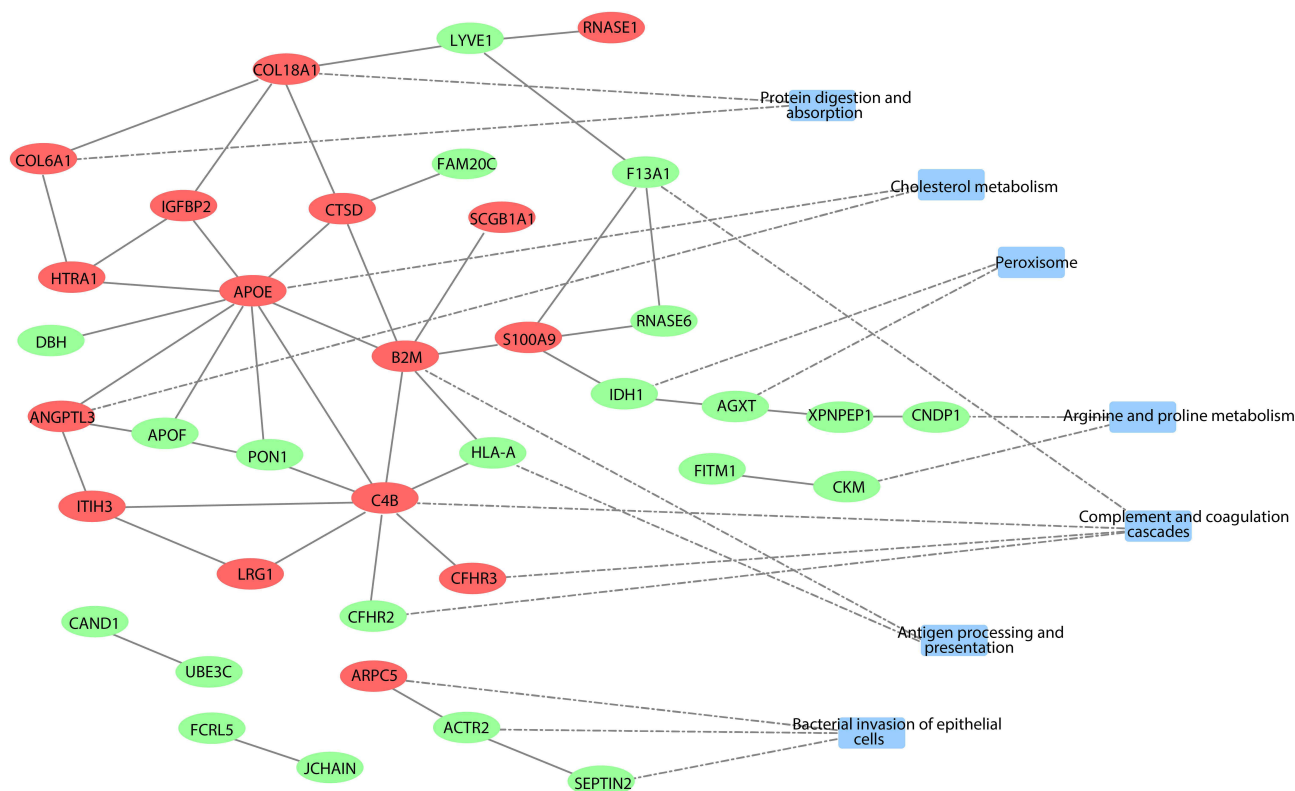 RNASE1
LYVE1
COL18A1
Protein digestion and
absorption
COL6A1
FAM20C
F13A1
Cholesterol metabolism
IGFBP2
CTSD
SCGB1A1
Peroxisome
HTRA1
APOE
RNASE6
DBH
S100A9
B2M
IDH1
AGXT
XPNPEP1
CNDP1
Arginine and proline metabolism
ANGPTL3
APOF
PON1
HLA-A
FITM1
CKM
ITIH3
C4B
Complement and coagulation
cascades
LRG1
CFHR3
CFHR2
CAND1
Antigen processing and
presentation
UBE3C
ARPC5
FCRL5
ACTR2
Bacterial invasion of epithelial
cells
JCHAIN
SEPTIN2